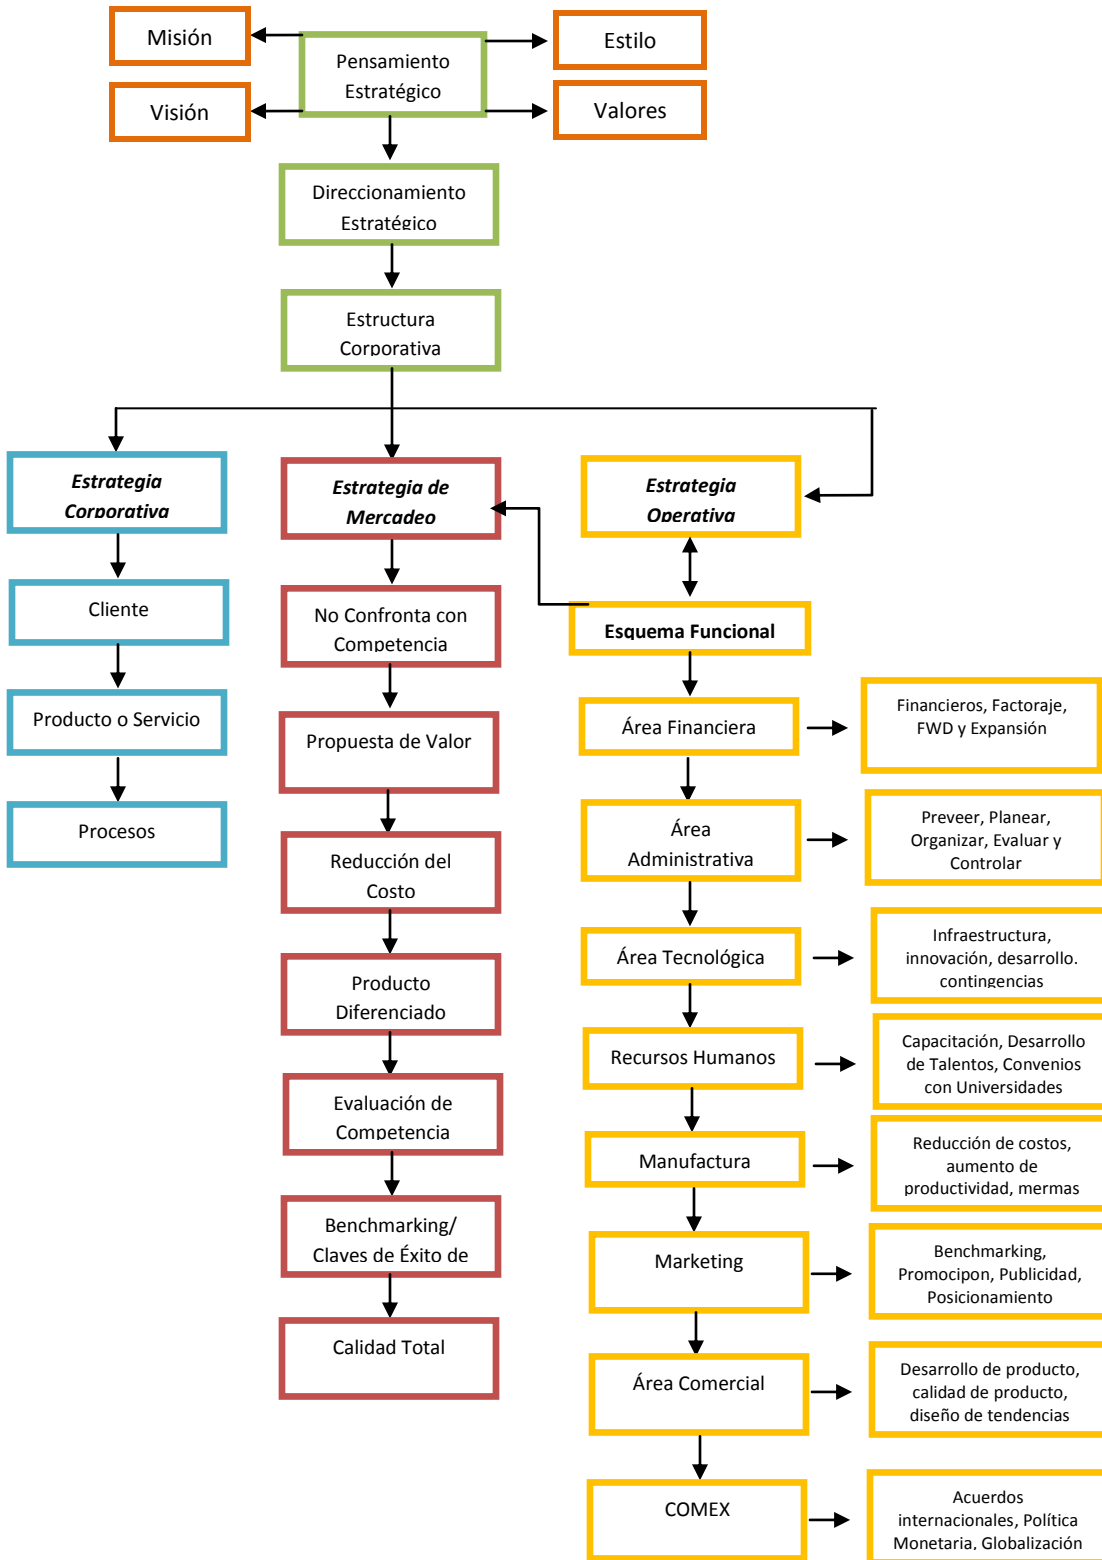 Misión
Estilo
Pensamiento
Estratégico
Visión
Valores
Direccionamiento
Estratégico
Estructura
Corporativa
Estrategia
Corporativa
Estrategia de
Mercadeo
Estrategia
Operativa
Cliente
No Confronta con
Competencia
Esquema Funcional
Producto o Servicio
Propuesta de Valor
Área Financiera
Financieros, Factoraje,
FWD y Expansión
Procesos
Reducción del
Costo
Área
Administrativa
Preveer, Planear,
Organizar, Evaluar y
Controlar
Producto
Diferenciado
Área Tecnológica
Infraestructura,
innovación, desarrollo.
contingencias
Evaluación de
Competencia
Recursos Humanos
Capacitación, Desarrollo
de Talentos, Convenios
con Universidades
Manufactura
Reducción de costos,
aumento de
productividad, mermas
Benchmarking/
Claves de Éxito de
Marketing
Benchmarking,
Promocipon, Publicidad,
Posicionamiento
Calidad Total
Área Comercial
Desarrollo de producto,
calidad de producto,
diseño de tendencias
COMEX
Acuerdos
internacionales, Política
Monetaria. Globalización